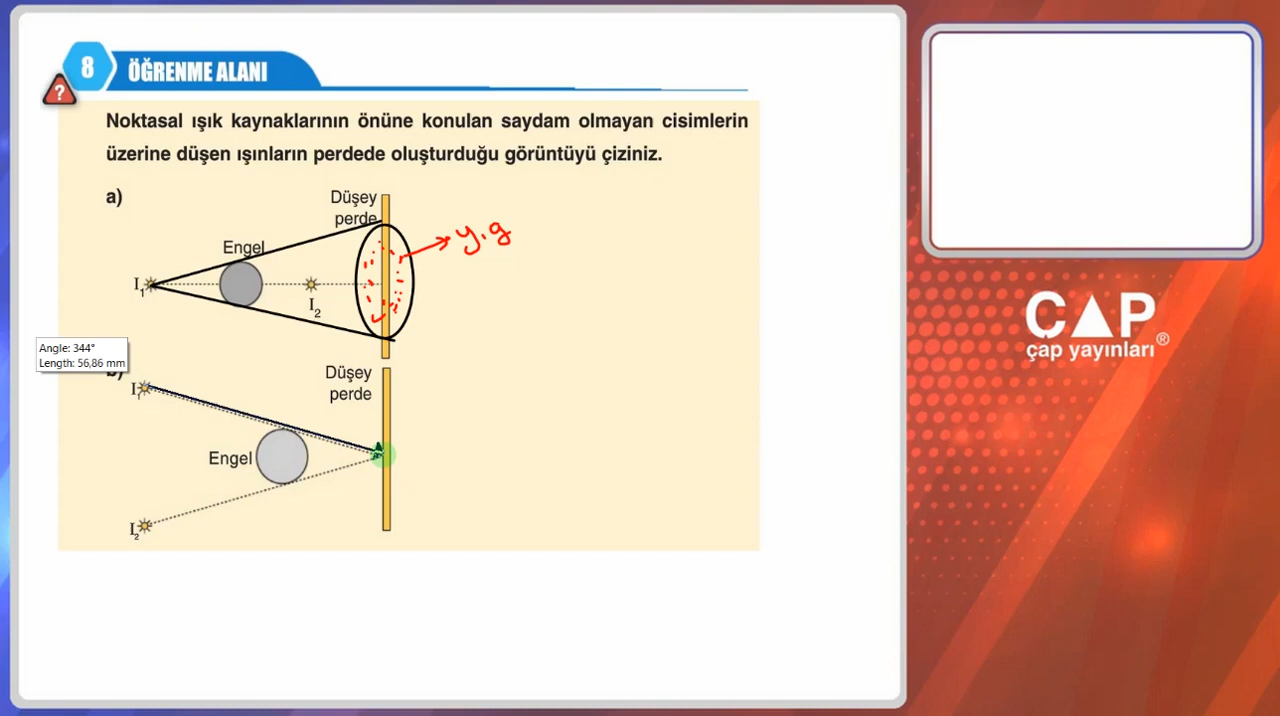 8 ÖĞRENME ALANI
?
Noktasal ışık kaynaklarının önüne konulan saydam olmayan cisimlerin
üzerine düşen ışınların perdede oluşturduğu görüntüyü çiziniz.
a)
Düşey
perde
Engel
I₁
I₂
y.g
Angle: 344°
Length: 56,86 mm
b)
Düşey
perde
I₁
Engel
I₂
ÇAP
çap yayınları®